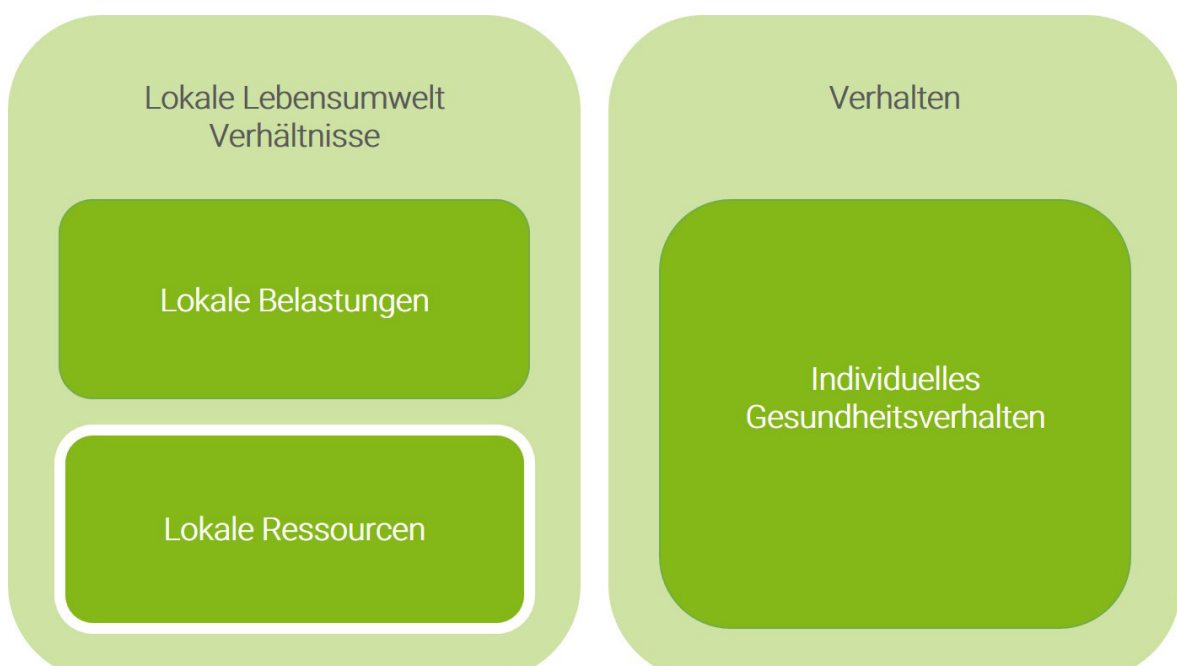 Lokale Lebensumwelt
Verhältnisse
Lokale Belastungen
Lokale Ressourcen
Verhalten
Individuelles
Gesundheitsverhalten